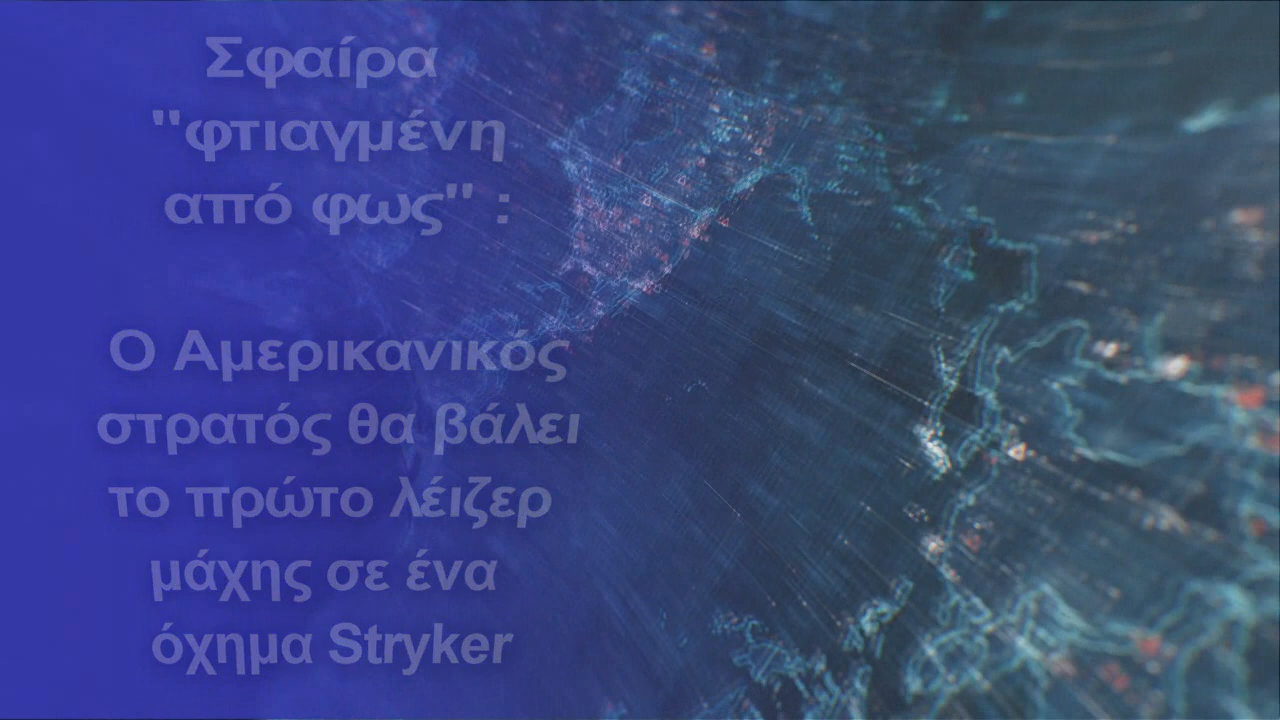 Σφαίρα
"φτιαγμένη
από φως" :
Ο Αμερικανικός
στρατός θα βάλει
το πρώτο λέιζερ
μάχης σε ένα
όχημα Stryker